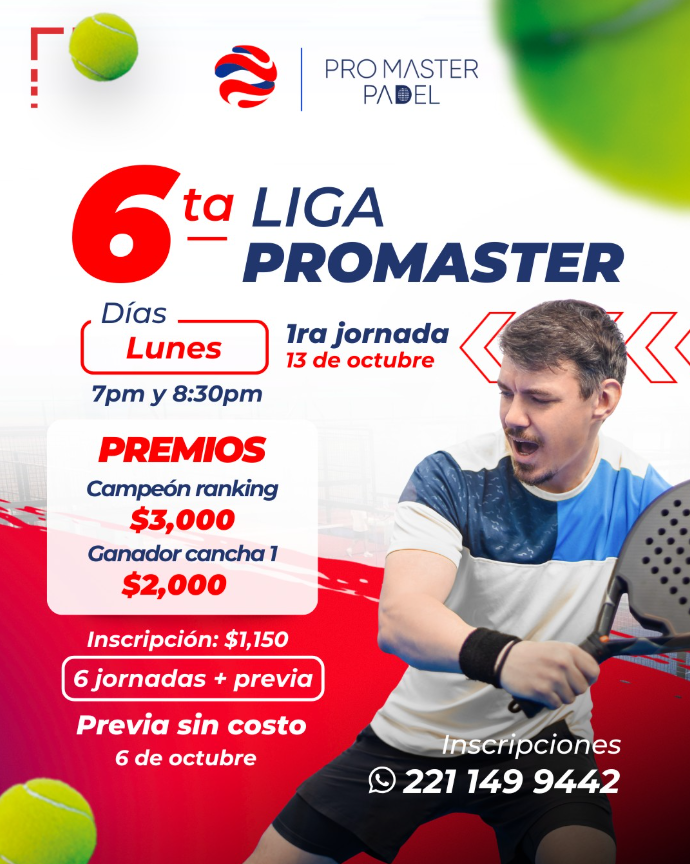 PRO MASTER
PADEL
6ta LIGA
PROMASTER
Días
Lunes
7pm y 8:30pm
1ra jornada
13 de octubre
PREMIOS
Campeón ranking
$3,000
Ganador cancha 1
$2,000
Inscripción: $1,150
6 jornadas + previa
Previa sin costo
6 de octubre
Inscripciones
221 149 9442